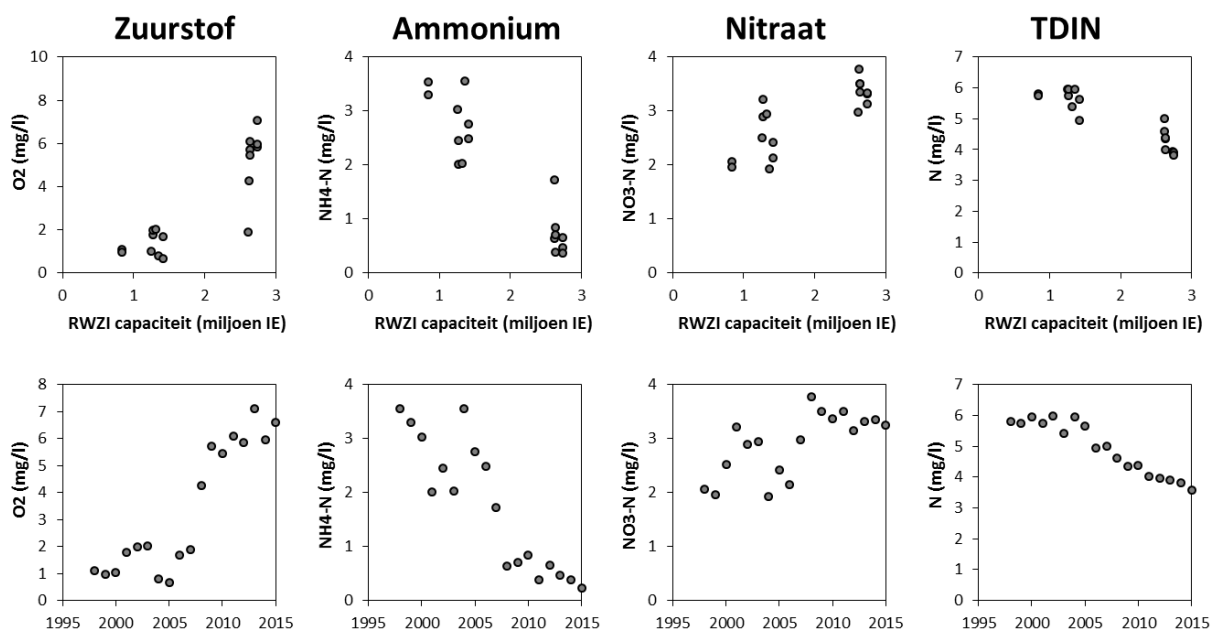 Zuurstof
Ammonium
Nitraat
TDIN
O2 (mg/l)
10
8
6
4
2
0
0 1 2 3
RWZI capaciteit (miljoen IE)
NH4-N (mg/l)
4
3
2
1
0
0 1 2 3
RWZI capaciteit (miljoen IE)
NO3-N (mg/l)
4
3
2
1
0
0 1 2 3
RWZI capaciteit (miljoen IE)
N (mg/l)
7
6
5
4
3
2
1
0
0 1 2 3
RWZI capaciteit (miljoen IE)
O2 (mg/l)
8
7
6
5
4
3
2
1
0
1995 2000 2005 2010 2015
NH4-N (mg/l)
4
3
2
1
0
1995 2000 2005 2010 2015
NO3-N (mg/l)
4
3
2
1
0
1995 2000 2005 2010 2015
N (mg/l)
7
6
5
4
3
2
1
0
1995 2000 2005 2010 2015